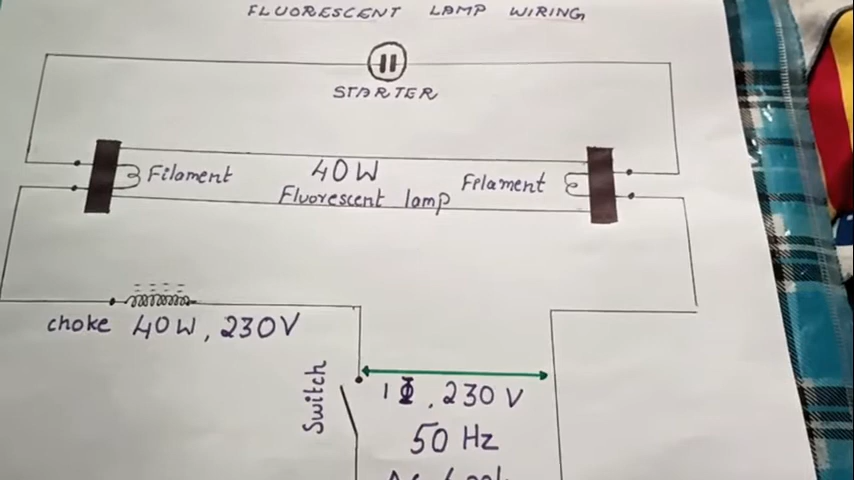 FLUORESCENT LAMP WIRING
STARTER
40W
Filament
Filament
Fluorescent lamp
choke 40W, 230V
Switch
1Φ, 230 V
50 Hz